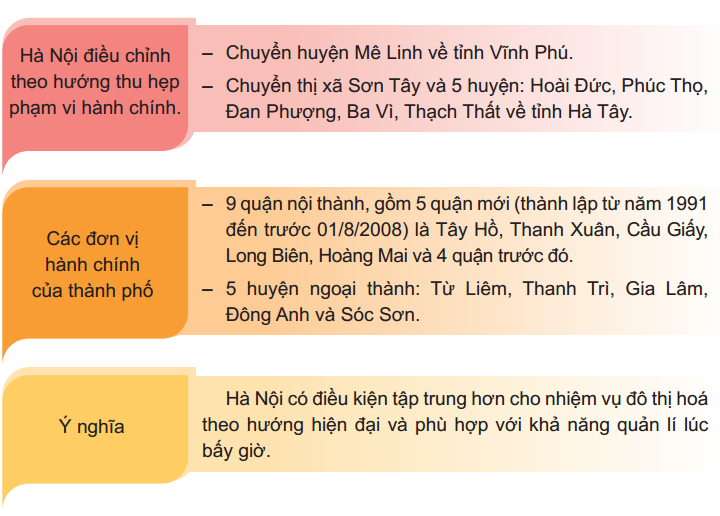 Hà Nội điều chỉnh
theo hướng thu hẹp
phạm vi hành chính.
– Chuyển huyện Mê Linh về tỉnh Vĩnh Phú.
– Chuyển thị xã Sơn Tây và 5 huyện: Hoài Đức, Phúc Thọ,
Đan Phượng, Ba Vì, Thạch Thất về tỉnh Hà Tây.
Các đơn vị
hành chính
của thành phố
– 9 quận nội thành, gồm 5 quận mới (thành lập từ năm 1991
đến trước 01/8/2008) là Tây Hồ, Thanh Xuân, Cầu Giấy,
Long Biên, Hoàng Mai và 4 quận trước đó.
– 5 huyện ngoại thành: Từ Liêm, Thanh Trì, Gia Lâm,
Đông Anh và Sóc Sơn.
Ý nghĩa
Hà Nội có điều kiện tập trung hơn cho nhiệm vụ đô thị hoá
theo hướng hiện đại và phù hợp với khả năng quản lí lúc
bấy giờ.